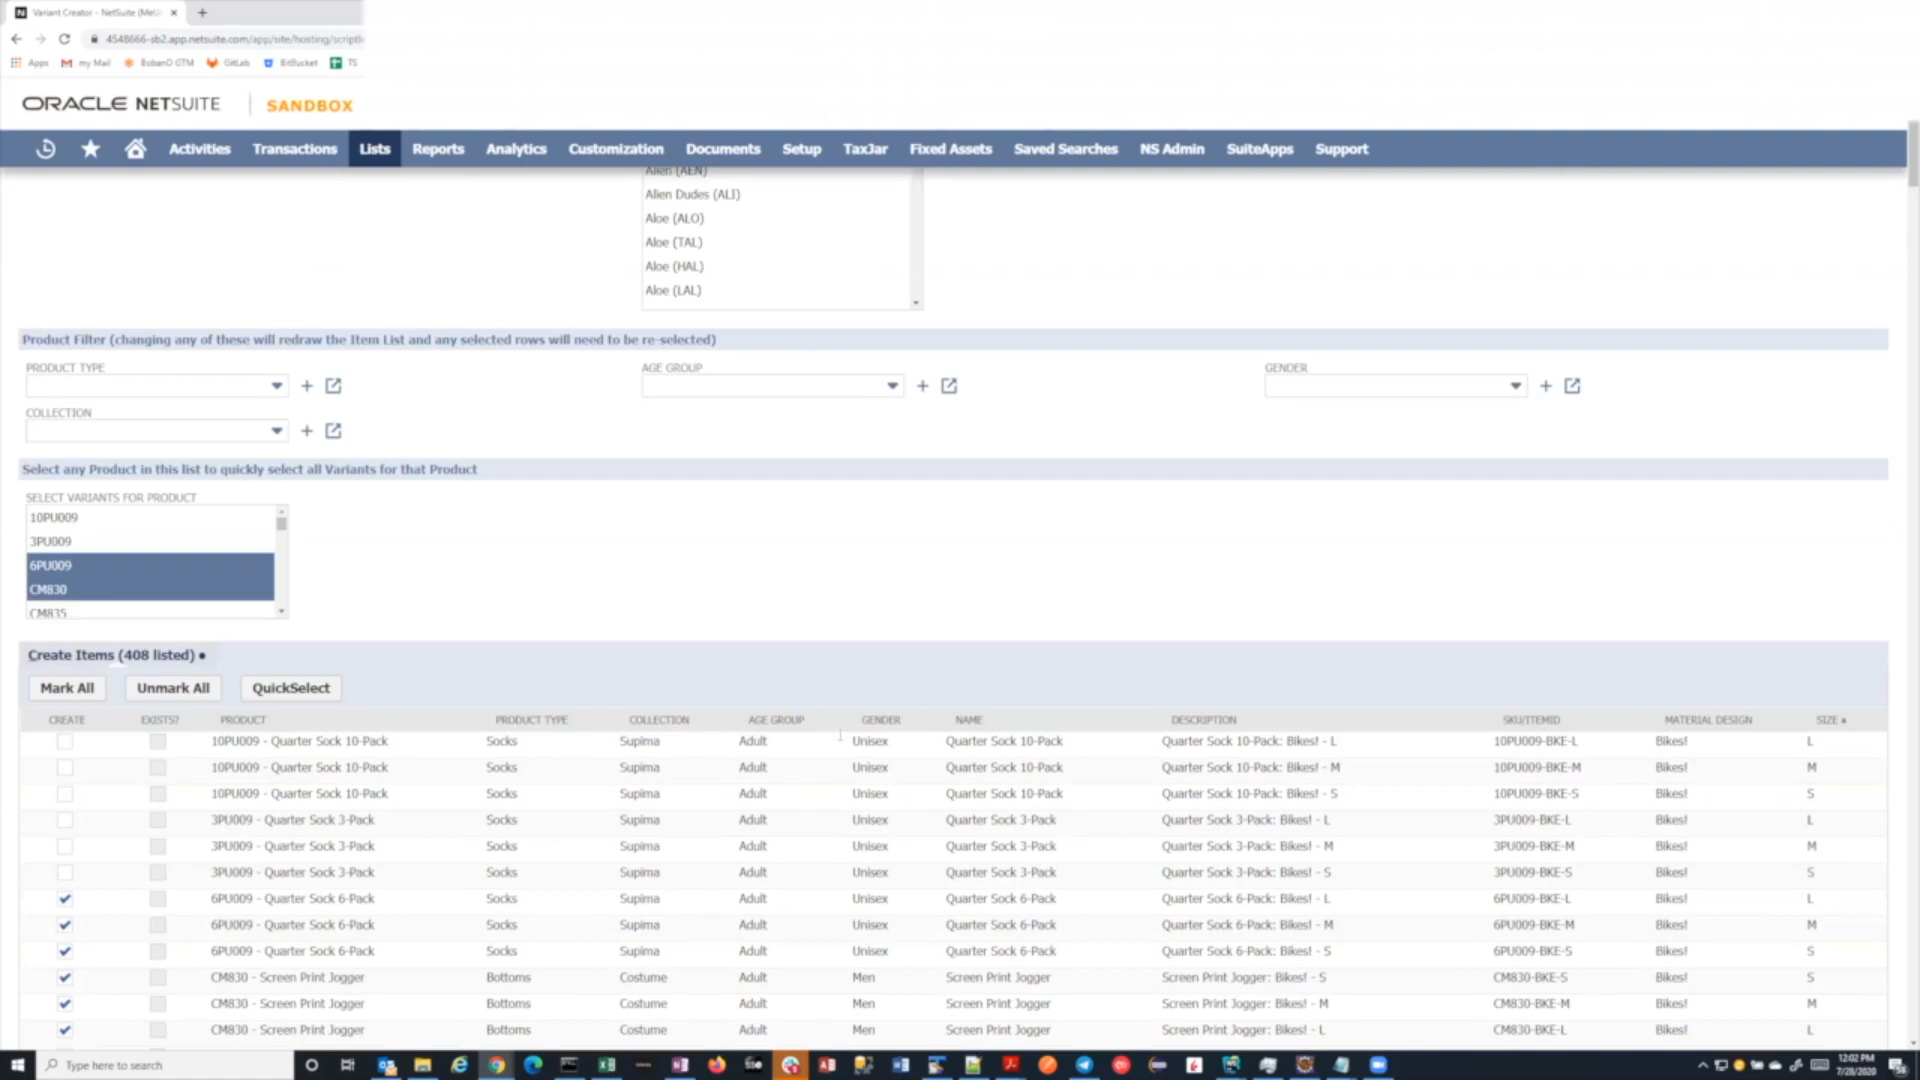 Variant Creator - NetSuite (MeU
4548666-sb2.app.netsuite.com/app/site/hosting/scriptl
Apps my Mail BobanD GTM GitLab BitBucket TS
ORACLE NETSUITE SANDBOX
Activities Transactions Lists Reports Analytics Customization Documents Setup TaxJar Fixed Assets Saved Searches NS Admin SuiteApps Support
Alien (AEN)
Alien Dudes (ALI)
Aloe (ALO)
Aloe (TAL)
Aloe (HAL)
Aloe (LAL)
Product Filter (changing any of these will redraw the Item List and any selected rows will need to be re-selected)
PRODUCT TYPE AGE GROUP GENDER
COLLECTION
Select any Product in this list to quickly select all Variants for that Product
SELECT VARIANTS FOR PRODUCT
10PU009
3PU009
6PU009
CM830
CM835
Create Items (408 listed) •
Mark All Unmark All QuickSelect
CREATE EXISTS? PRODUCT PRODUCT TYPE COLLECTION AGE GROUP GENDER NAME DESCRIPTION SKU/ITEMID MATERIAL DESIGN SIZE ▲
10PU009 - Quarter Sock 10-Pack Socks Supima Adult Unisex Quarter Sock 10-Pack Quarter Sock 10-Pack: Bikes! - L 10PU009-BKE-L Bikes! L
10PU009 - Quarter Sock 10-Pack Socks Supima Adult Unisex Quarter Sock 10-Pack Quarter Sock 10-Pack: Bikes! - M 10PU009-BKE-M Bikes! M
10PU009 - Quarter Sock 10-Pack Socks Supima Adult Unisex Quarter Sock 10-Pack Quarter Sock 10-Pack: Bikes! - S 10PU009-BKE-S Bikes! S
3PU009 - Quarter Sock 3-Pack Socks Supima Adult Unisex Quarter Sock 3-Pack Quarter Sock 3-Pack: Bikes! - L 3PU009-BKE-L Bikes! L
3PU009 - Quarter Sock 3-Pack Socks Supima Adult Unisex Quarter Sock 3-Pack Quarter Sock 3-Pack: Bikes! - M 3PU009-BKE-M Bikes! M
3PU009 - Quarter Sock 3-Pack Socks Supima Adult Unisex Quarter Sock 3-Pack Quarter Sock 3-Pack: Bikes! - S 3PU009-BKE-S Bikes! S
6PU009 - Quarter Sock 6-Pack Socks Supima Adult Unisex Quarter Sock 6-Pack Quarter Sock 6-Pack: Bikes! - L 6PU009-BKE-L Bikes! L
6PU009 - Quarter Sock 6-Pack Socks Supima Adult Unisex Quarter Sock 6-Pack Quarter Sock 6-Pack: Bikes! - M 6PU009-BKE-M Bikes! M
6PU009 - Quarter Sock 6-Pack Socks Supima Adult Unisex Quarter Sock 6-Pack Quarter Sock 6-Pack: Bikes! - S 6PU009-BKE-S Bikes! S
CM830 - Screen Print Jogger Bottoms Costume Adult Men Screen Print Jogger Screen Print Jogger: Bikes! - S CM830-BKE-S Bikes! S
CM830 - Screen Print Jogger Bottoms Costume Adult Men Screen Print Jogger Screen Print Jogger: Bikes! - M CM830-BKE-M Bikes! M
CM830 - Screen Print Jogger Bottoms Costume Adult Men Screen Print Jogger Screen Print Jogger: Bikes! - L CM830-BKE-L Bikes! L
Type here to search
12:02 PM
7/28/2020